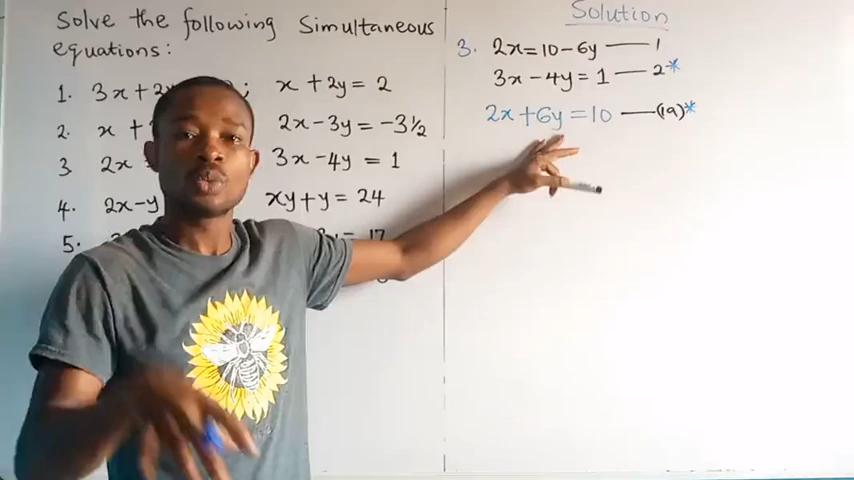 Solve the following Simultaneous
equations:
1. 3x + 2y ; x + 2y = 2
2. x + 2x - 3y = -3½
3 2x 3x - 4y = 1
4. 2x - y xy + y = 24
5. = 17
Solution
3. 2x = 10 - 6y — 1
3x - 4y = 1 — 2*
2x + 6y = 10 — (1a)*